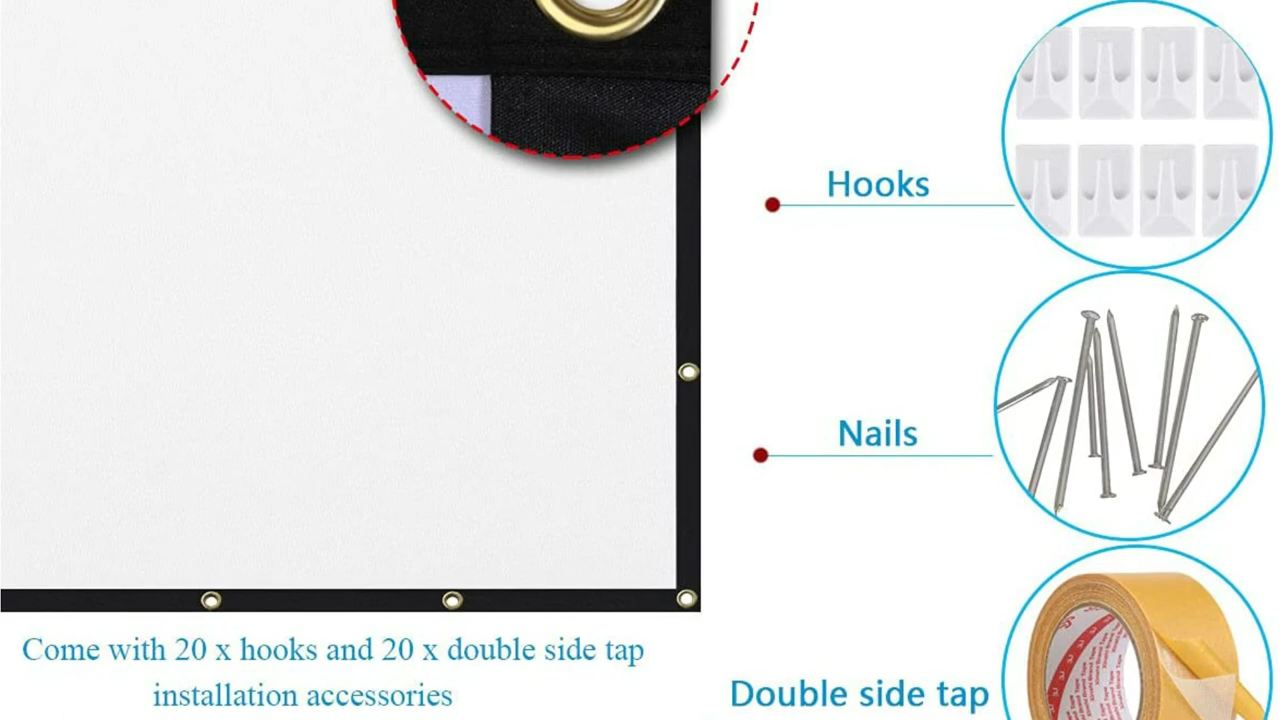 Hooks
Nails
Come with 20 x hooks and 20 x double side tap
installation accessories
Double side tap